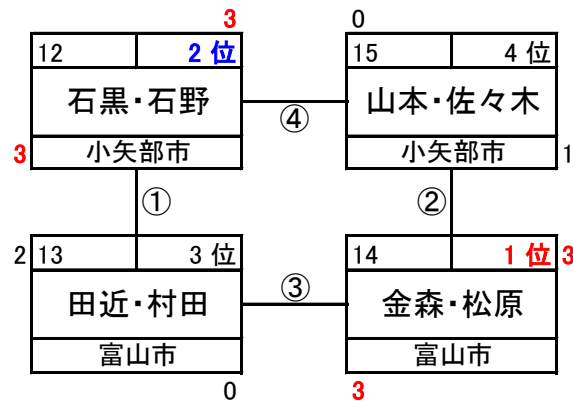 3 0
12 2 位 15 4 位
石黒・石野 ④ 山本・佐々木
3 小矢部市 小矢部市 1
① ②
2 13 3 位 14 1 位 3
田近・村田 ③ 金森・松原
富山市 富山市
0 3